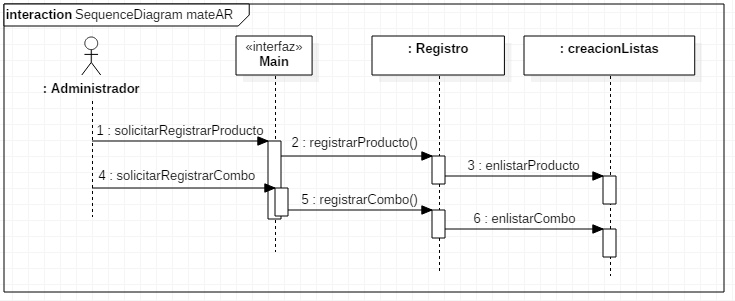 interaction SequenceDiagram mateAR
«interfaz»
Main
: Registro
: creacionListas
: Administrador
1 : solicitarRegistrarProducto
2 : registrarProducto()
3 : enlistarProducto
4 : solicitarRegistrarCombo
5 : registrarCombo()
6 : enlistarCombo